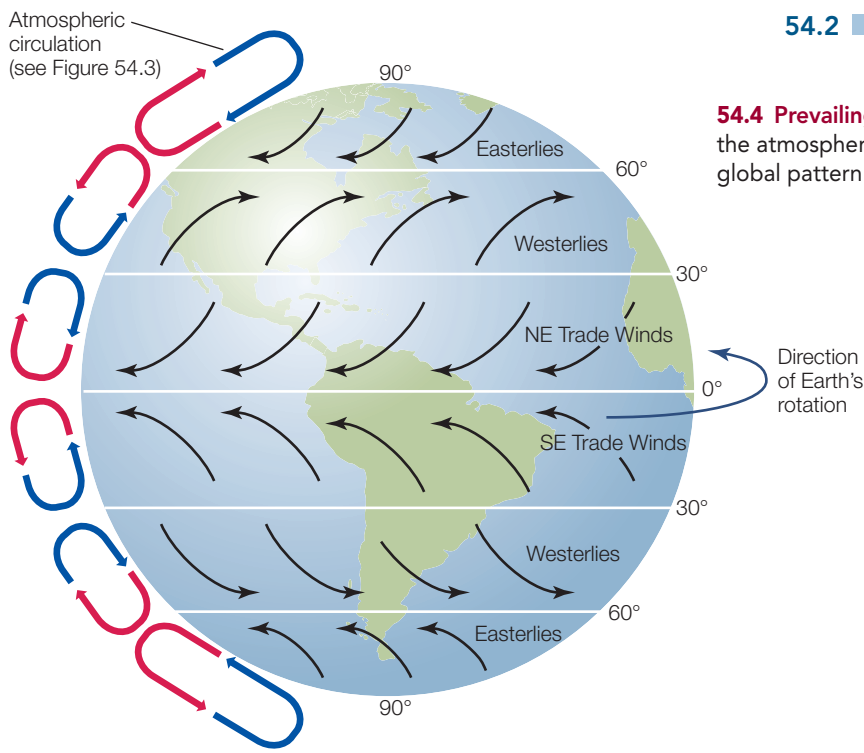 Atmospheric
circulation
(see Figure 54.3)
54.2
54.4 Prevailin
the atmospher
global pattern
90°
Easterlies
60°
Westerlies
30°
NE Trade Winds
Direction
of Earth's
rotation
0°
SE Trade Winds
30°
Westerlies
60°
Easterlies
90°